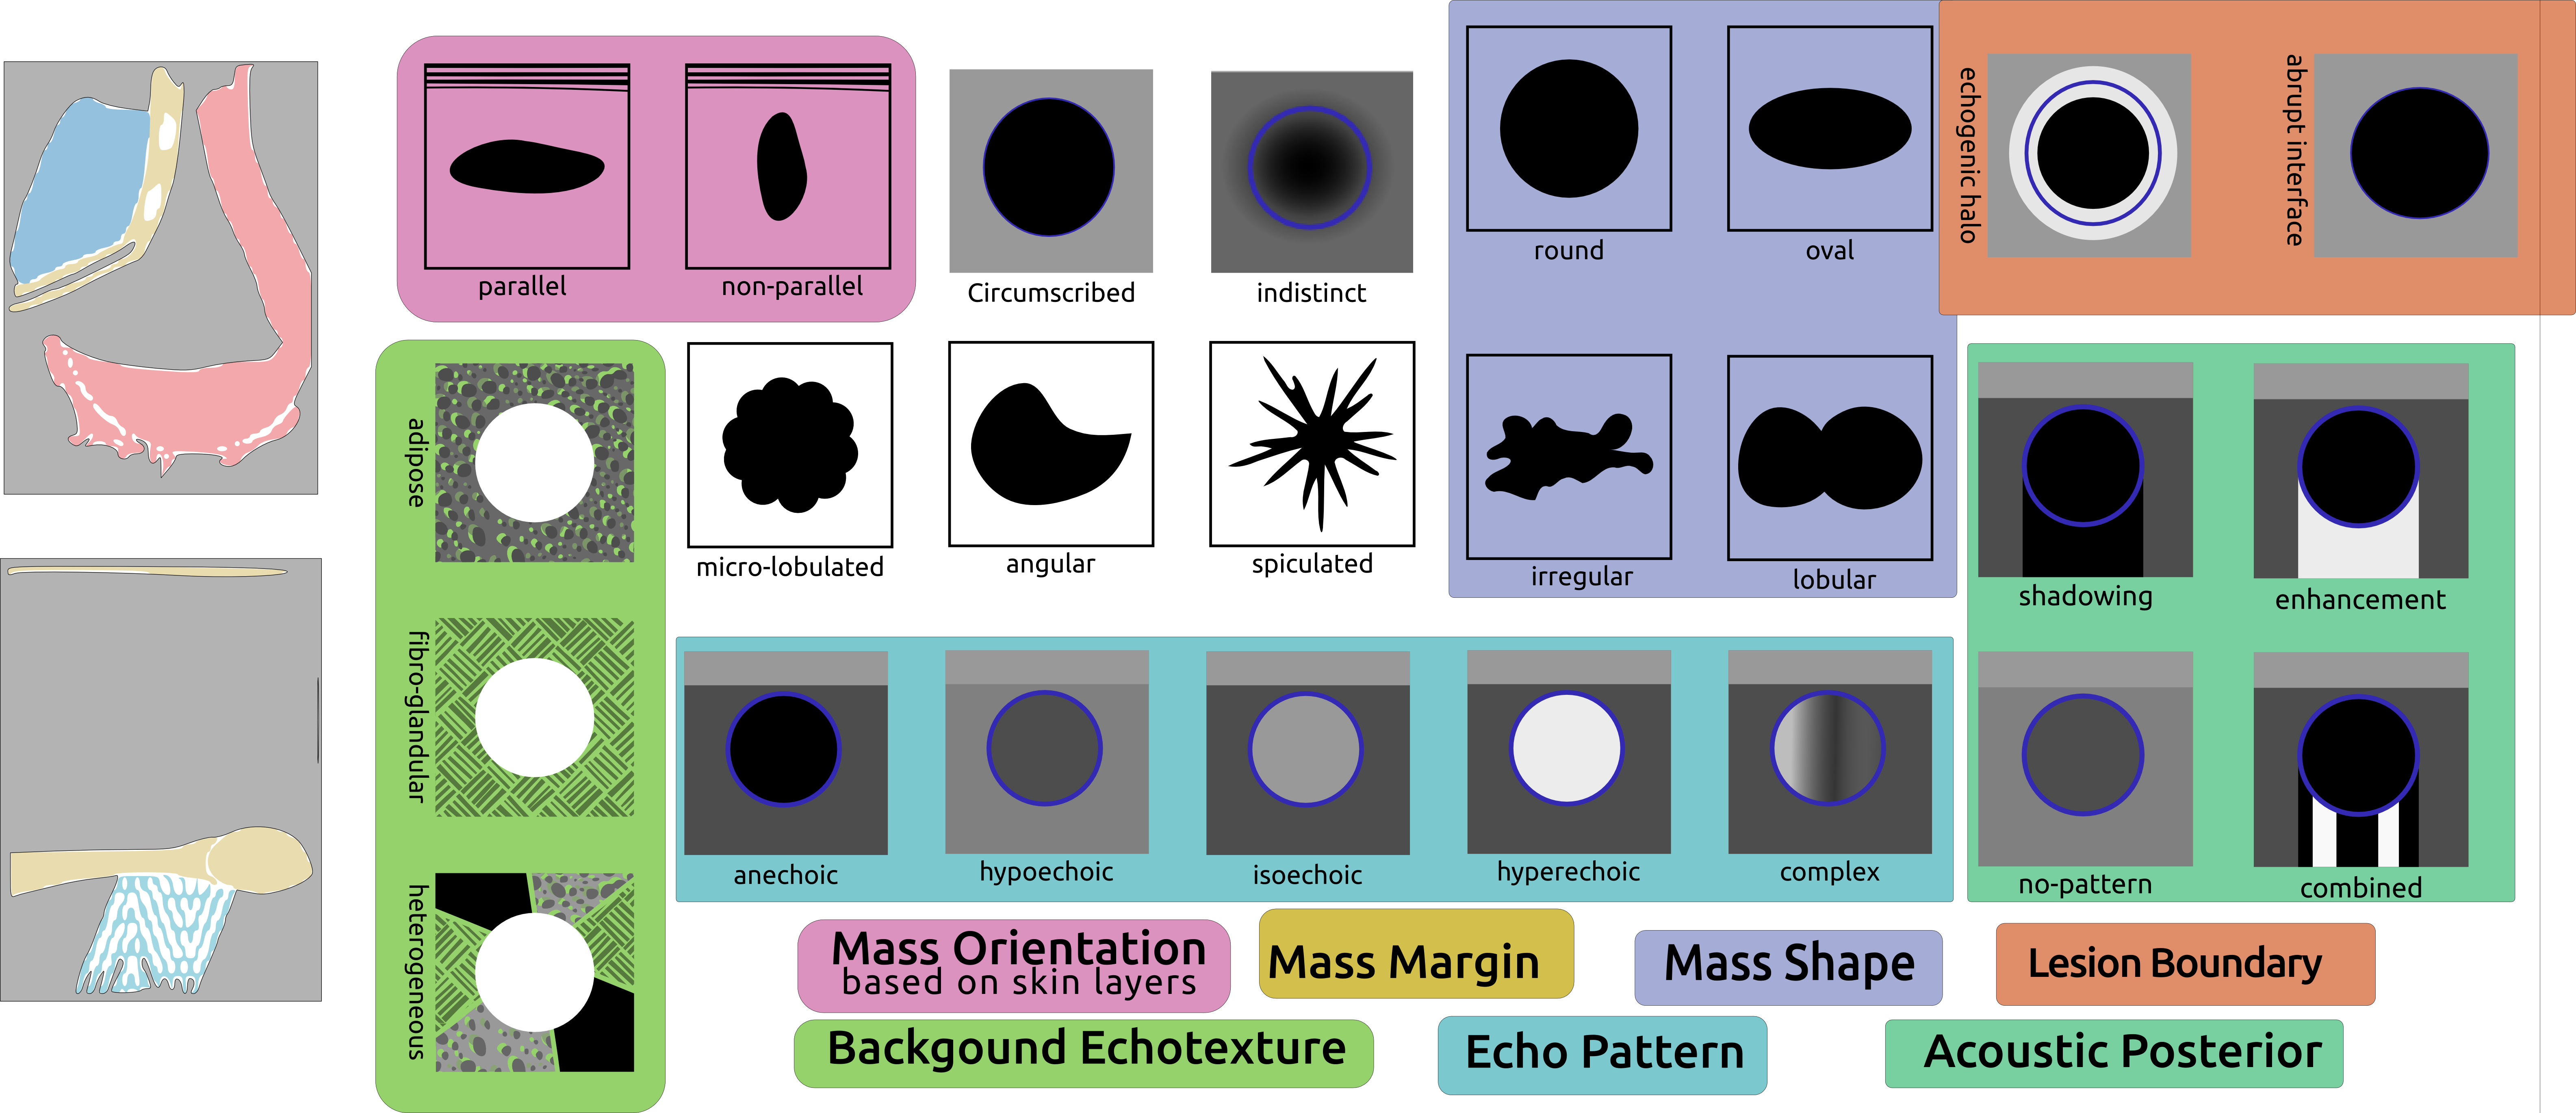 parallel
non-parallel
Circumscribed
indistinct
round
oval
echogenic halo
abrupt interface
adipose
fibro-glandular
heterogeneous
micro-lobulated
angular
spiculated
irregular
lobular
shadowing
enhancement
no-pattern
combined
anechoic
hypoechoic
isoechoic
hyperechoic
complex
Mass Orientation
based on skin layers
Mass Margin
Mass Shape
Lesion Boundary
Backgound Echotexture
Echo Pattern
Acoustic Posterior